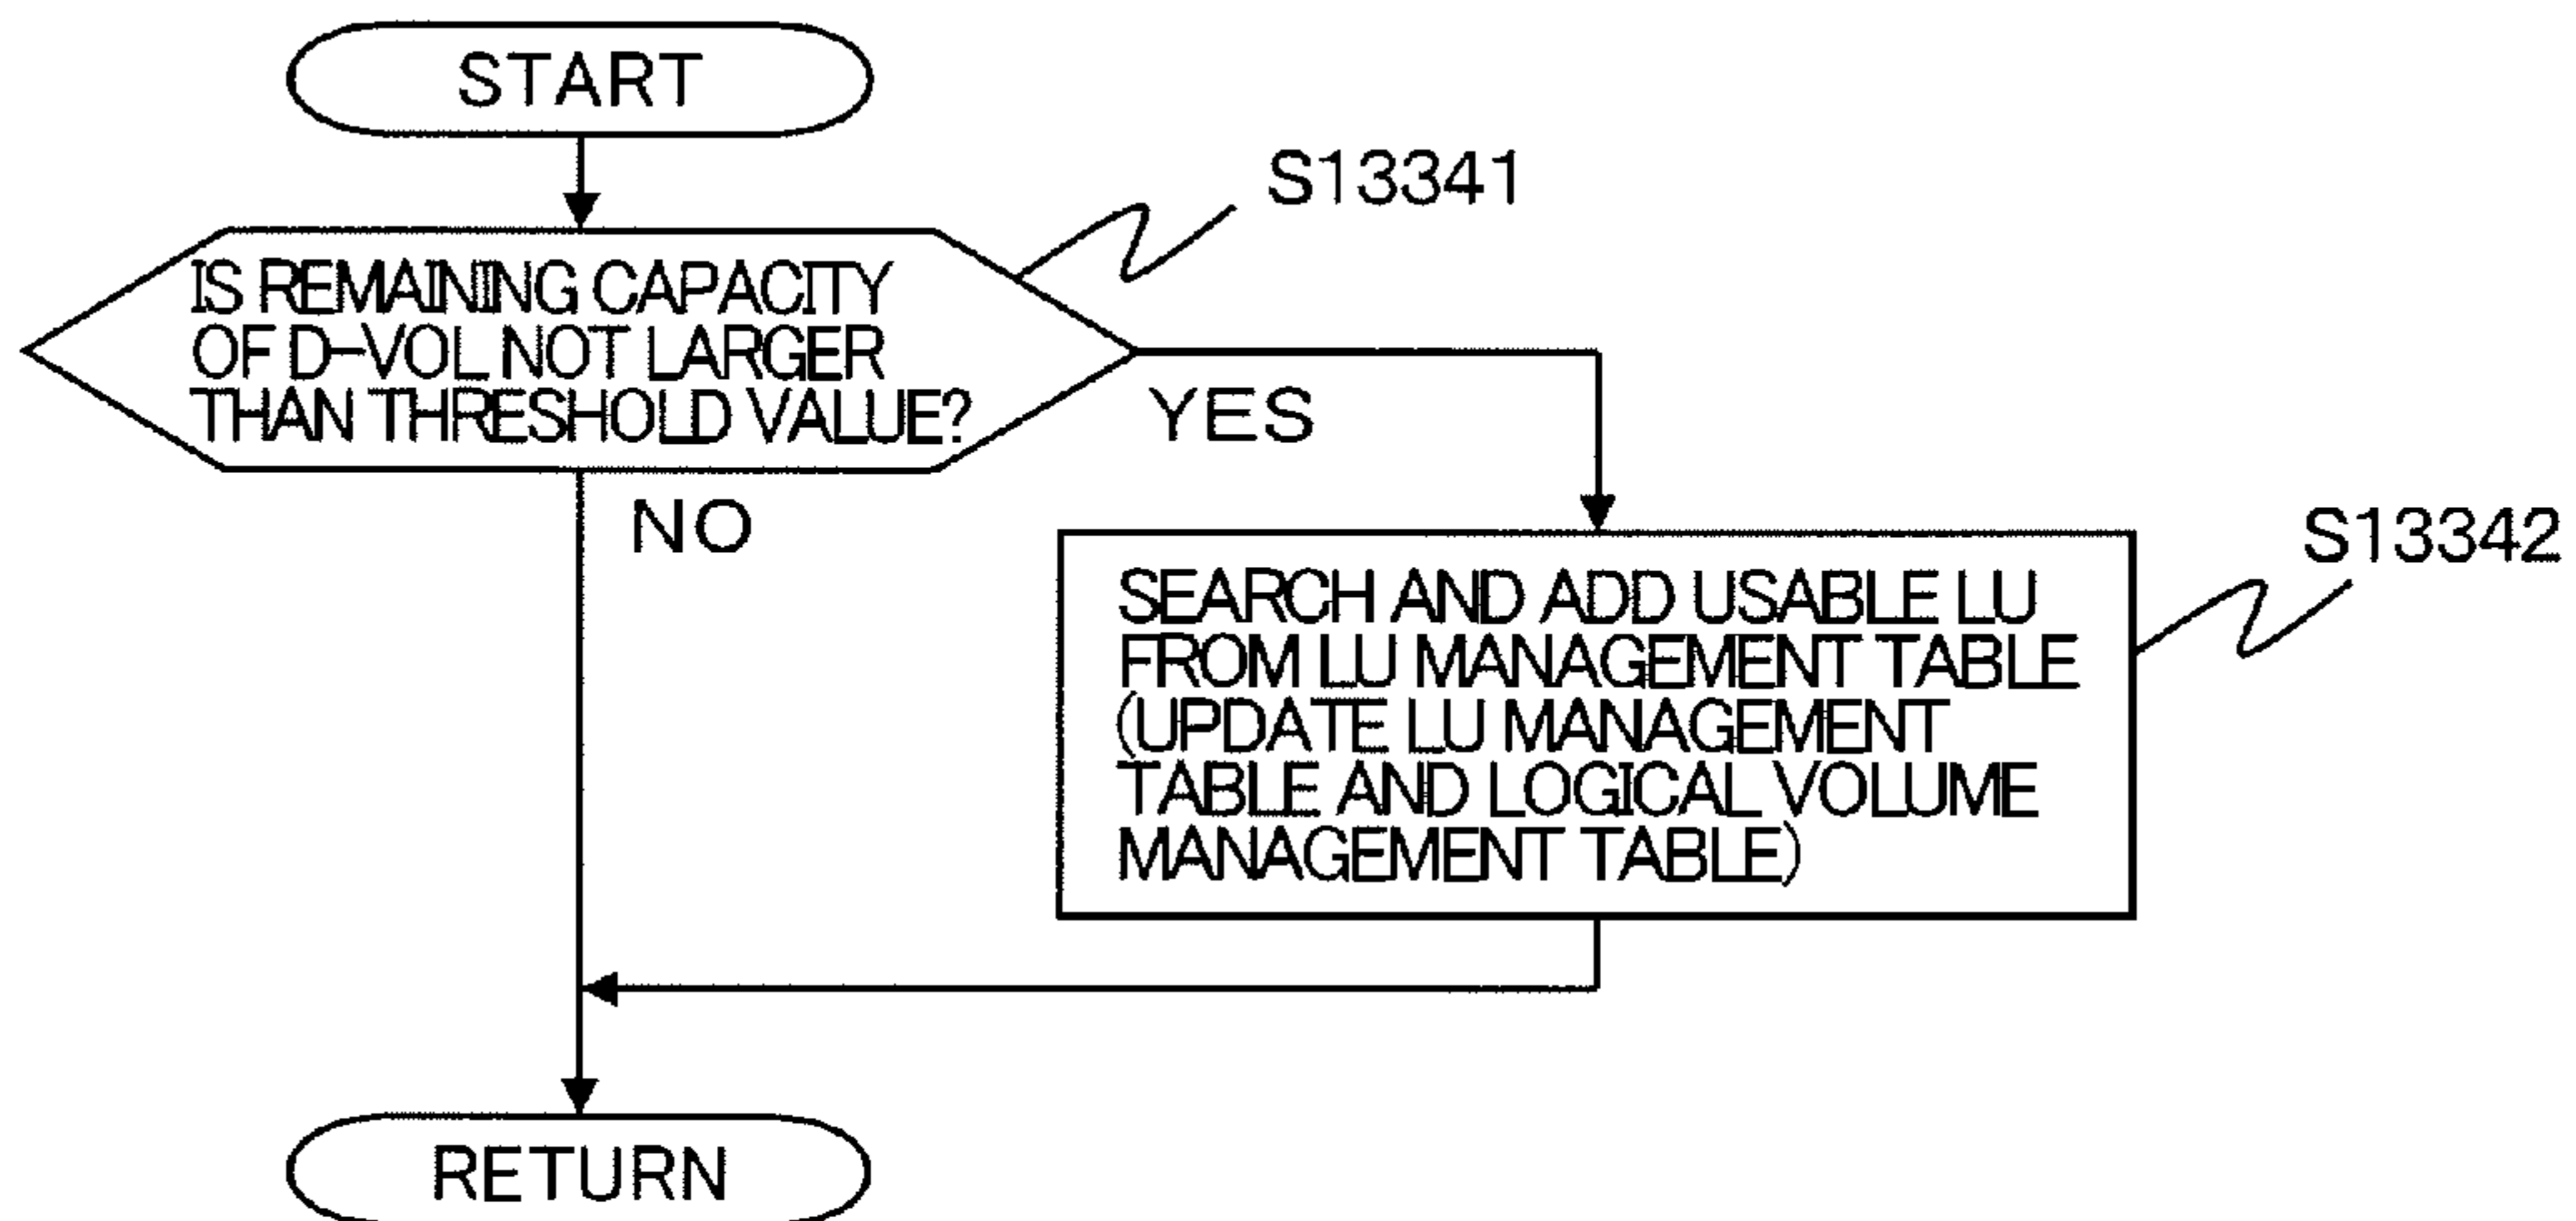 START
S13341
IS REMAINING CAPACITY
OF D-VOL NOT LARGER
THAN THRESHOLD VALUE?
YES
NO
S13342
SEARCH AND ADD USABLE LU
FROM LU MANAGEMENT TABLE
(UPDATE LU MANAGEMENT
TABLE AND LOGICAL VOLUME
MANAGEMENT TABLE)
RETURN